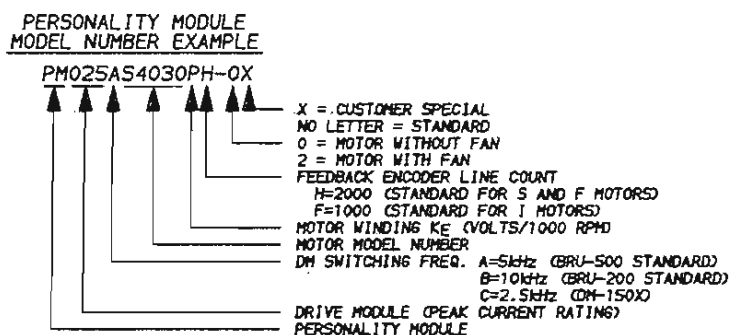 PERSONALITY MODULE
MODEL NUMBER EXAMPLE
PM025AS4030PH-0X
X = CUSTOMER SPECIAL
NO LETTER = STANDARD
0 = MOTOR WITHOUT FAN
2 = MOTOR WITH FAN
FEEDBACK ENCODER LINE COUNT
H=2000 (STANDARD FOR S AND F MOTORS)
F=1000 (STANDARD FOR I MOTORS)
MOTOR WINDING KE (VOLTS/1000 RPM)
MOTOR MODEL NUMBER
DM SWITCHING FREQ. A=5kHz (BRU-500 STANDARD)
B=10kHz (BRU-200 STANDARD)
C=2.5kHz (DM-150X)
DRIVE MODULE (PEAK CURRENT RATING)
PERSONALITY MODULE